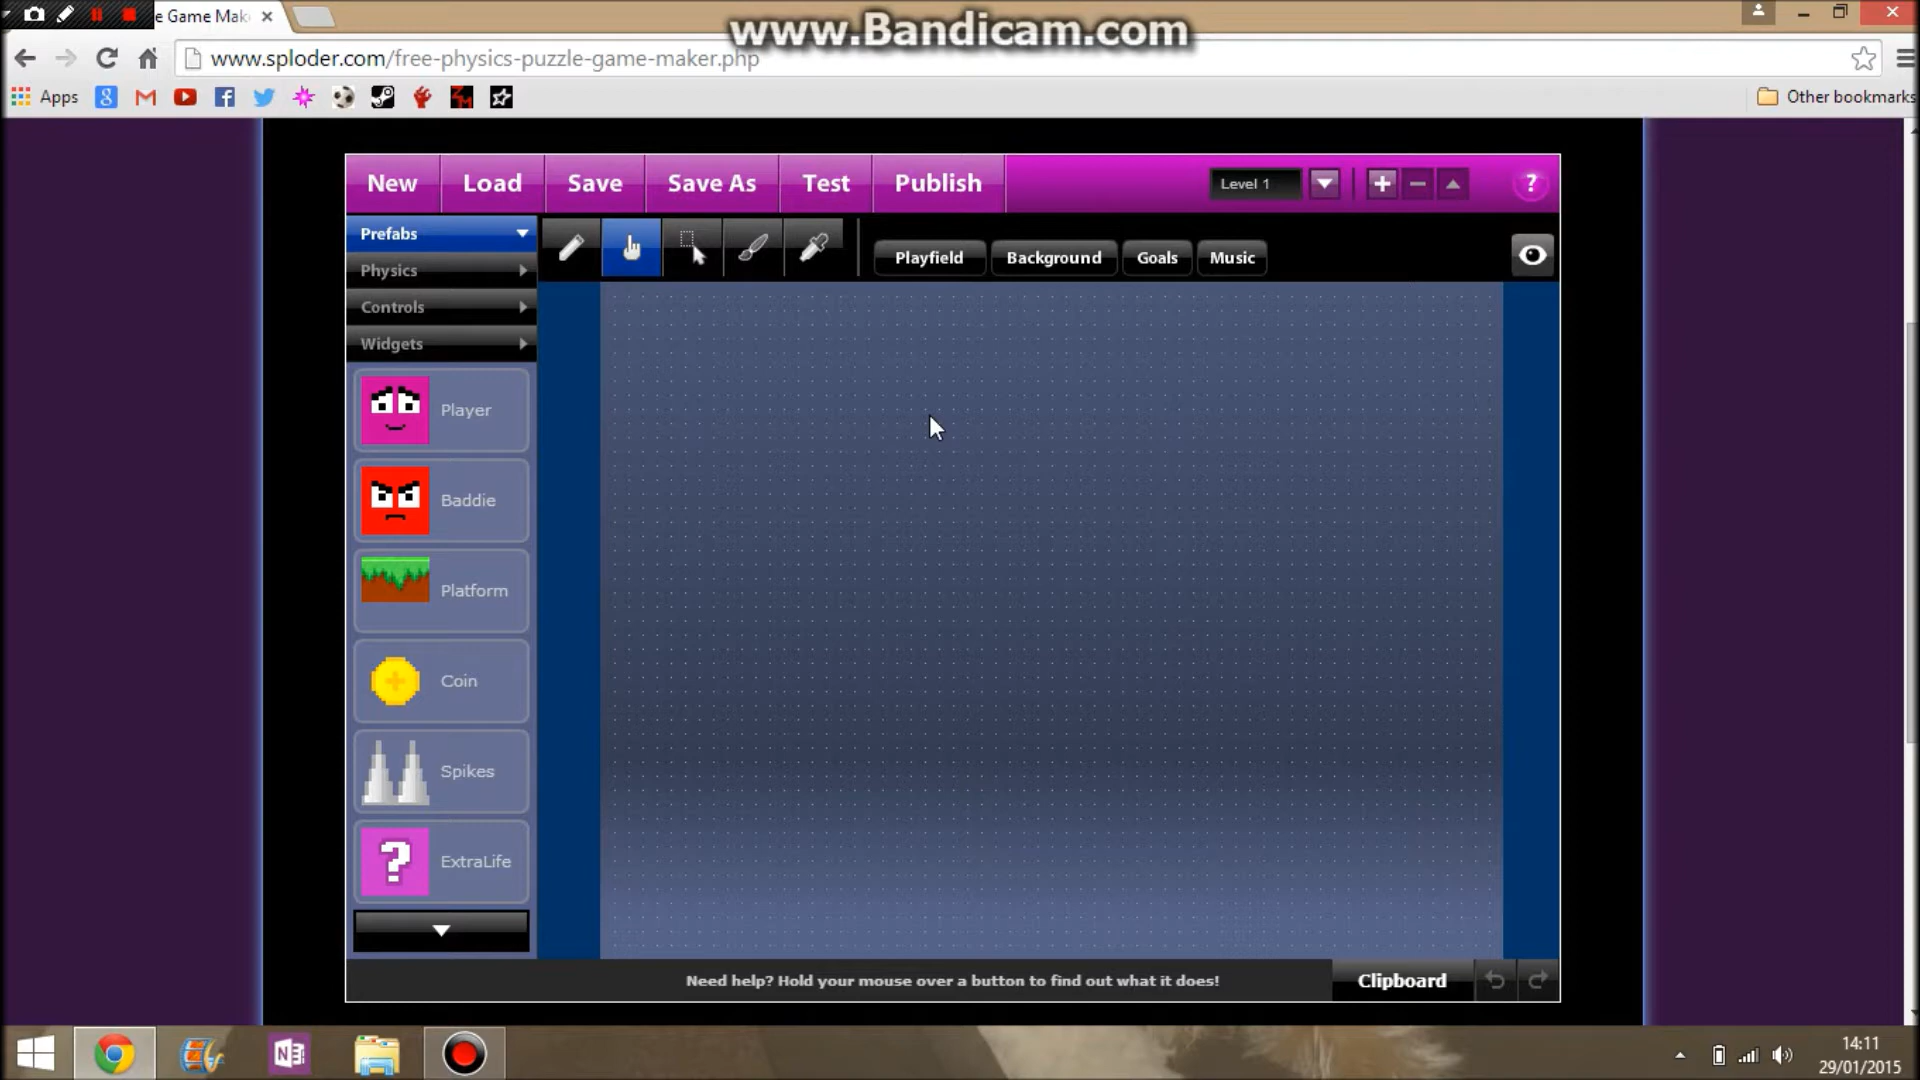 www.Bandicam.com
e Game Mak
www.sploder.com/free-physics-puzzle-game-maker.php
Apps
Other bookmarks
New
Load
Save
Save As
Test
Publish
Level 1
?
Prefabs
Physics
Controls
Widgets
Playfield
Background
Goals
Music
Player
Baddie
Platform
Coin
Spikes
? ExtraLife
Need help? Hold your mouse over a button to find out what it does!
Clipboard
14:11
29/01/2015